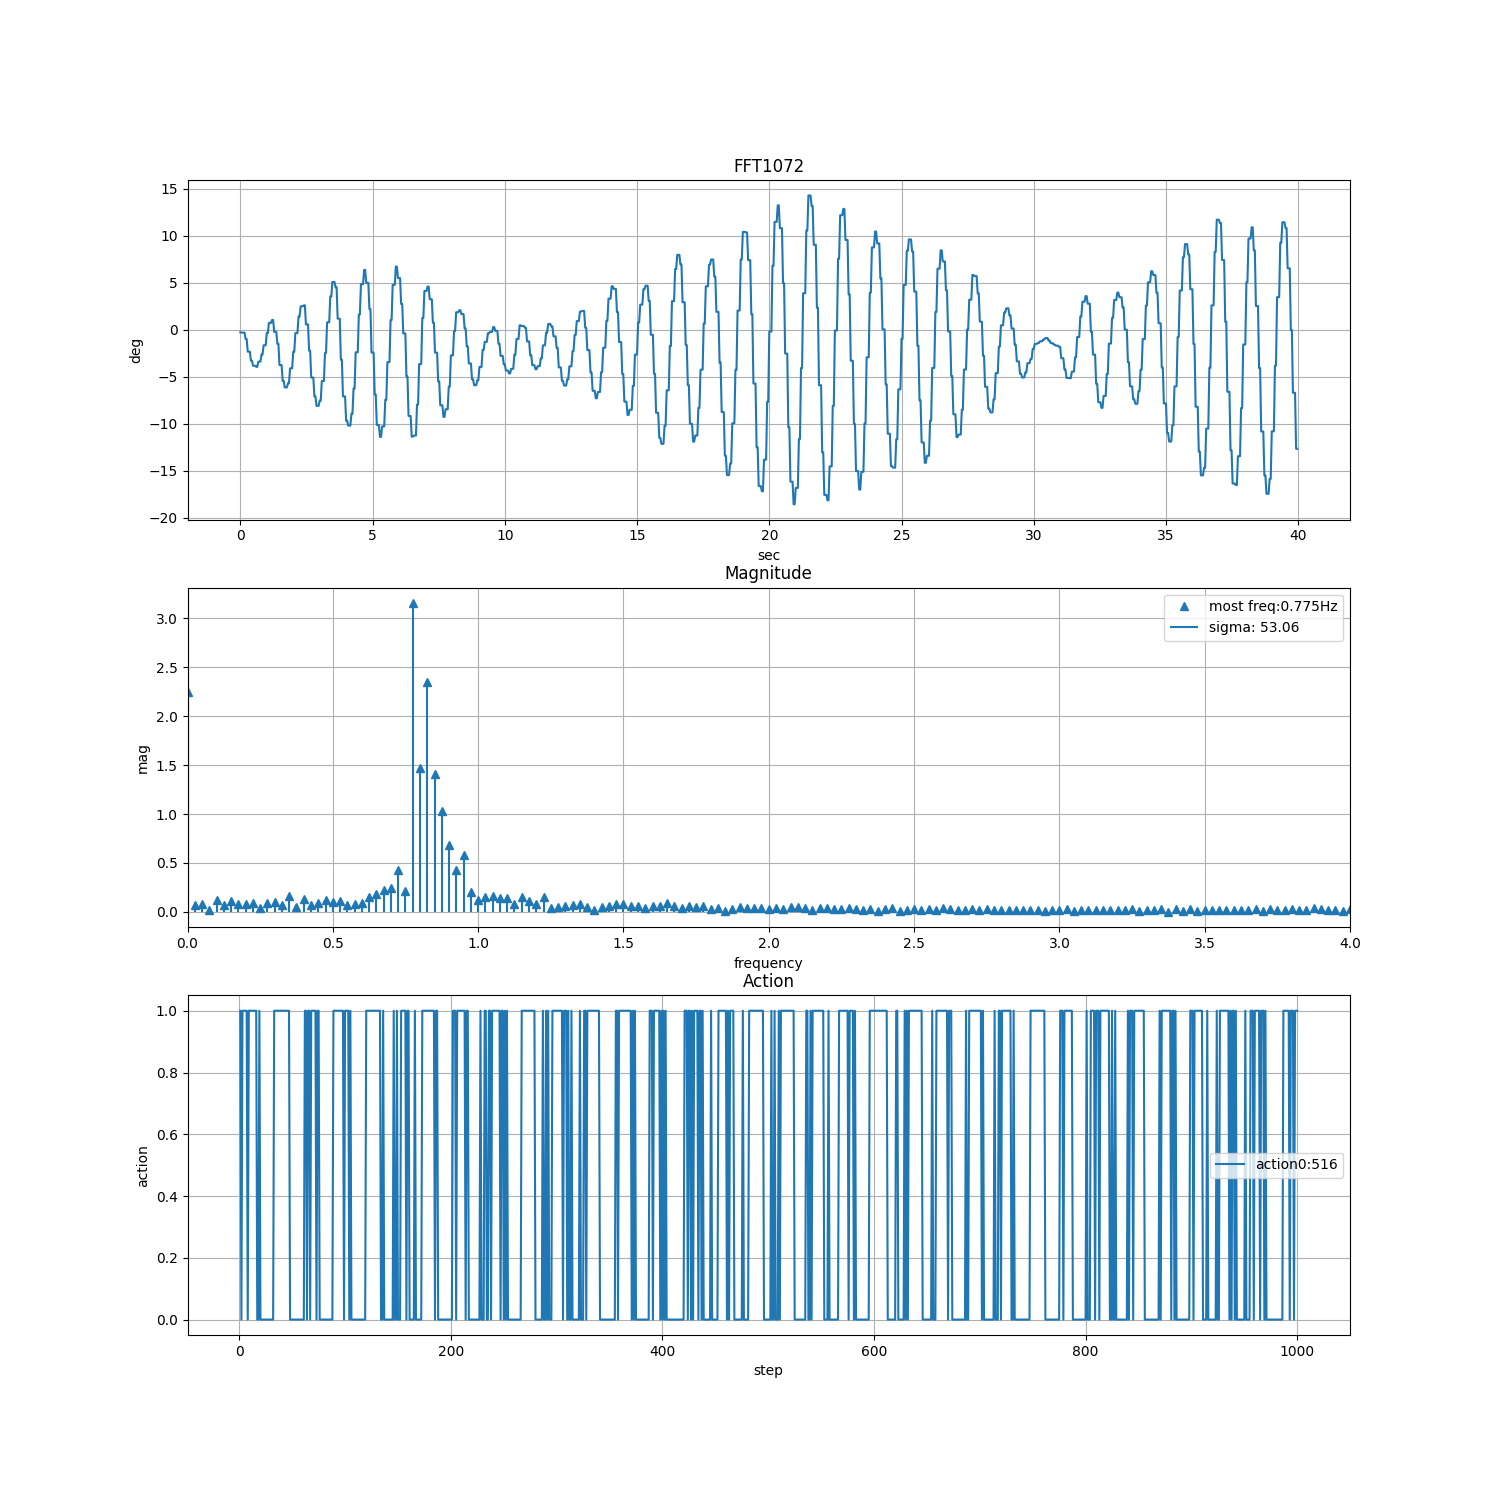 FFT1072
15
10
5
0
−5
−10
−15
−20
deg
0 5 10 15 20 25 30 35 40
sec
Magnitude
most freq:0.775Hz
sigma: 53.06
3.0
2.5
2.0
1.5
1.0
0.5
0.0
mag
0.0 0.5 1.0 1.5 2.0 2.5 3.0 3.5 4.0
frequency
Action
1.0
0.8
0.6
0.4
0.2
0.0
action
action0:516
0 200 400 600 800 1000
step